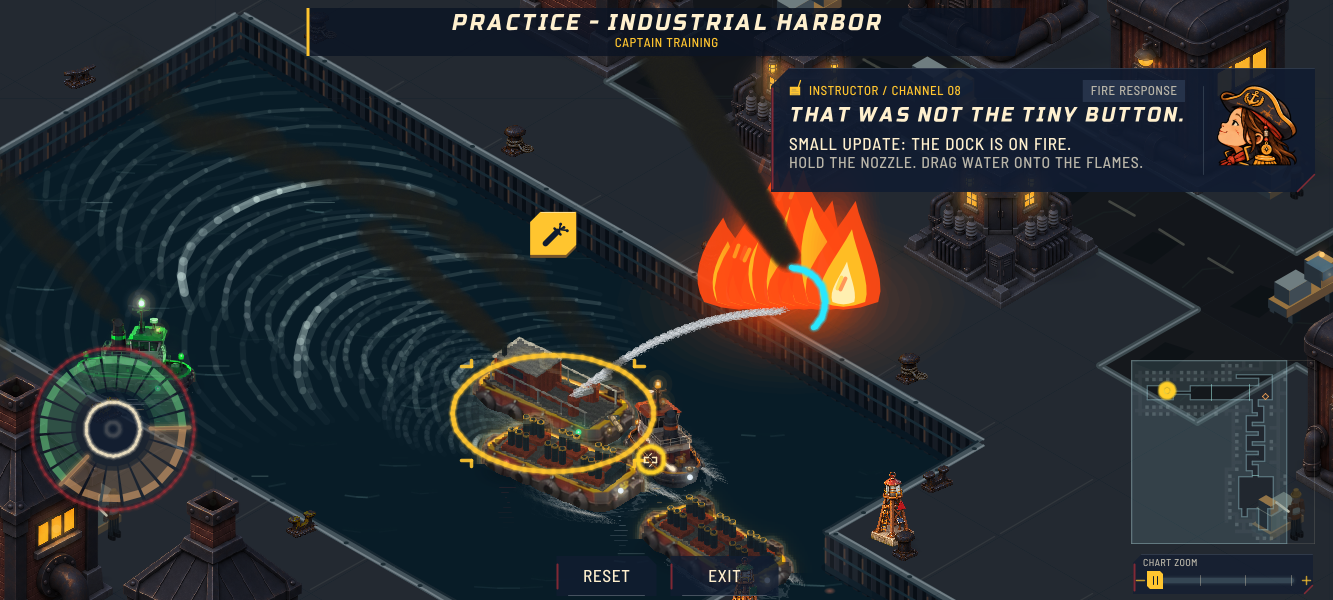 PRACTICE - INDUSTRIAL HARBOR
CAPTAIN TRAINING
INSTRUCTOR / CHANNEL 08
FIRE RESPONSE
THAT WAS NOT THE TINY BUTTON.
SMALL UPDATE: THE DOCK IS ON FIRE.
HOLD THE NOZZLE. DRAG WATER ONTO THE FLAMES.
CHART ZOOM
RESET
EXIT